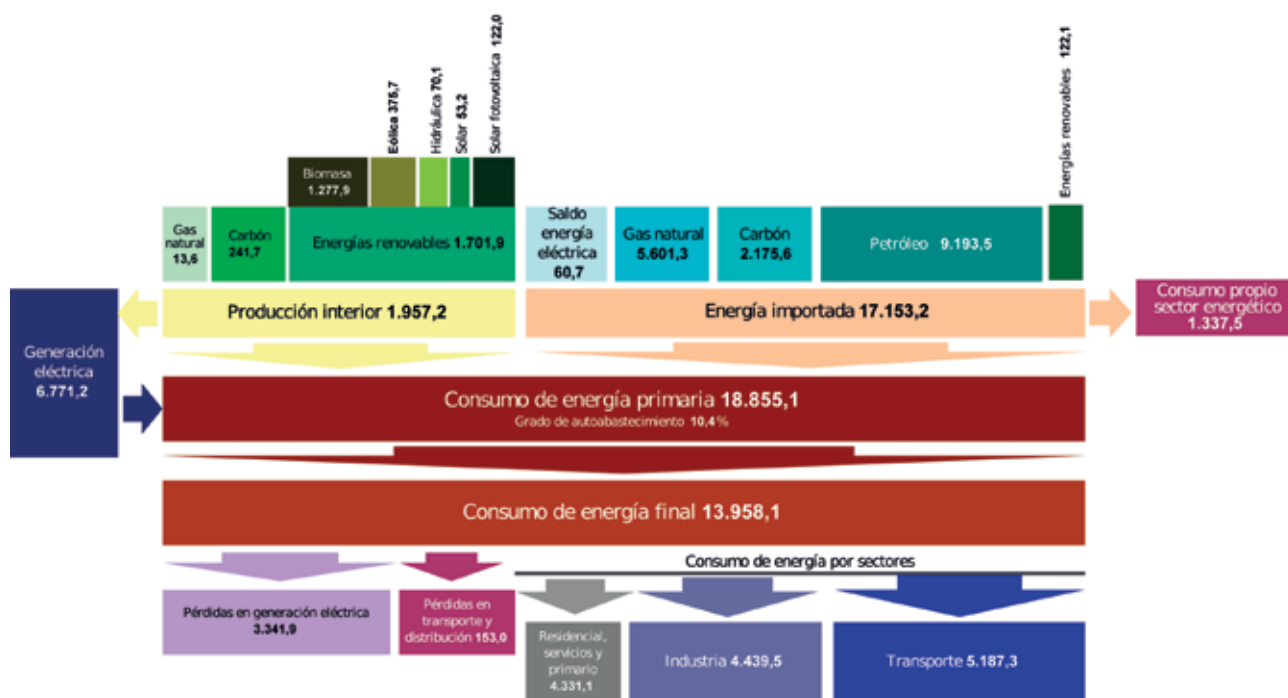 Eólica 375,7
Hidráulica 70,1
Solar 53,2
Solar fotovoltaica 122,0
Energías renovables 122,1
Biomasa
1.277,9
Gas
natural
13,6
Carbón
241,7
Energías renovables 1.701,9
Saldo
energía
eléctrica
60,7
Gas natural
5.601,3
Carbón
2.175,6
Petróleo 9.193,5
Producción interior 1.957,2
Energía importada 17.153,2
Consumo propio
sector energético
1.337,5
Generación
eléctrica
6.771,2
Consumo de energía primaria 18.855,1
Grado de autoabastecimiento 10,4%
Consumo de energía final 13.958,1
Consumo de energía por sectores
Pérdidas en generación eléctrica
3.341,9
Pérdidas en
transporte y
distribución 153,0
Residencial,
servicios y
primario
4.331,1
Industria 4.439,5
Transporte 5.187,3